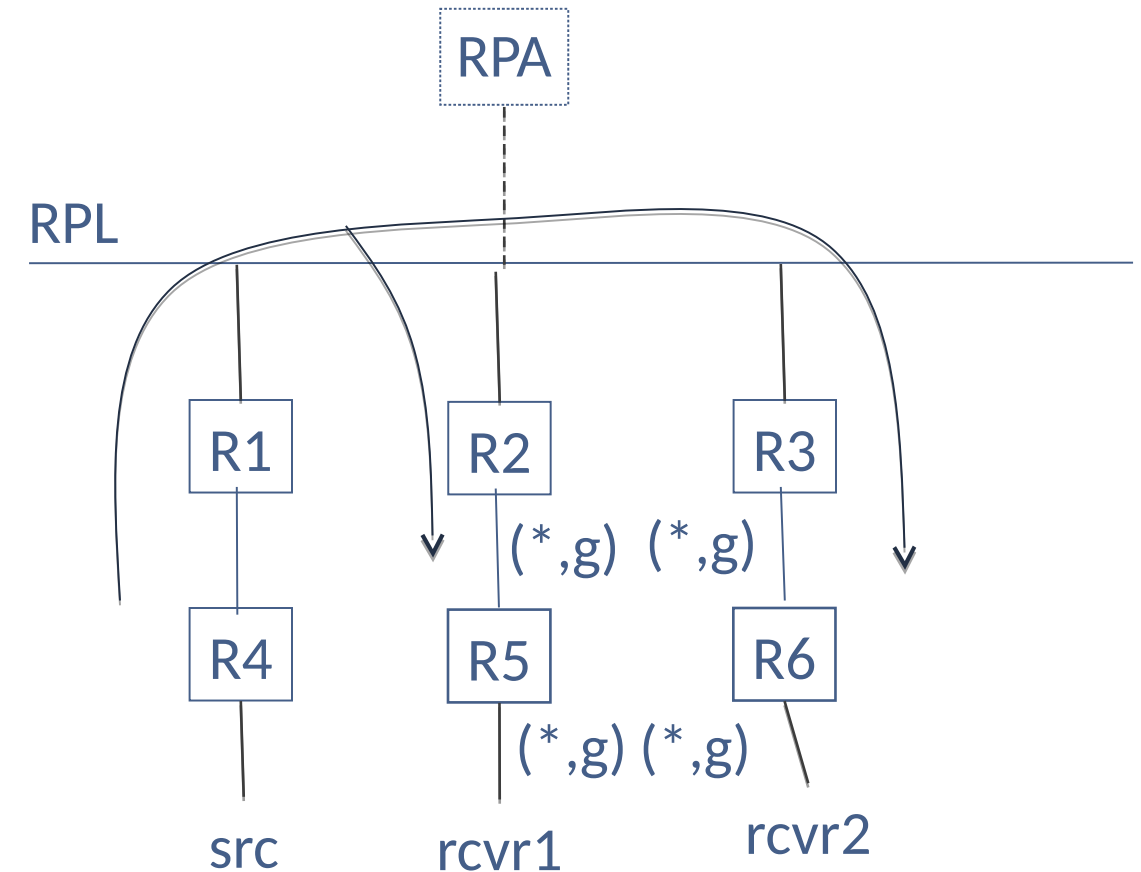 RPA
RPL
R1
R2
R3
(*,g) (*,g)
R4
R5
R6
(*,g) (*,g)
src
rcvr1
rcvr2